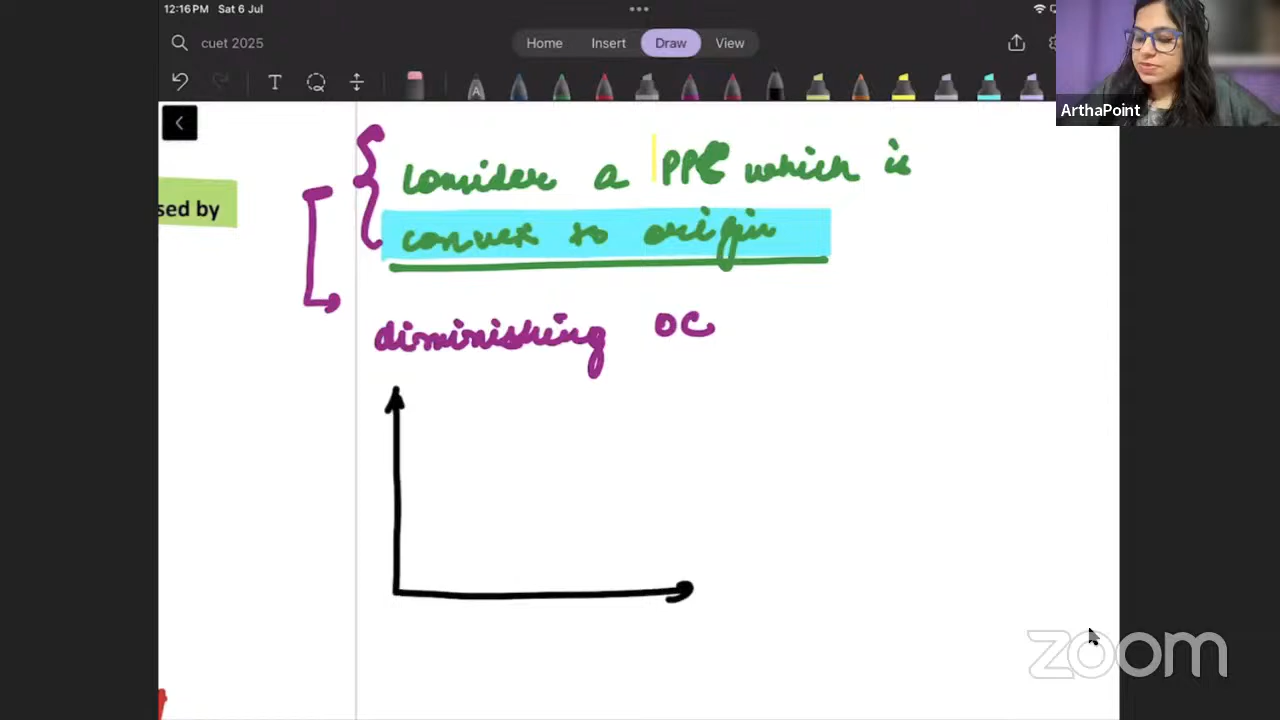 12:16 PM Sat 6 Jul
cuet 2025
Home Insert Draw View
T
A
ArthaPoint
consider a PPC which is
sed by
convex to origin
diminishing OC
zoom